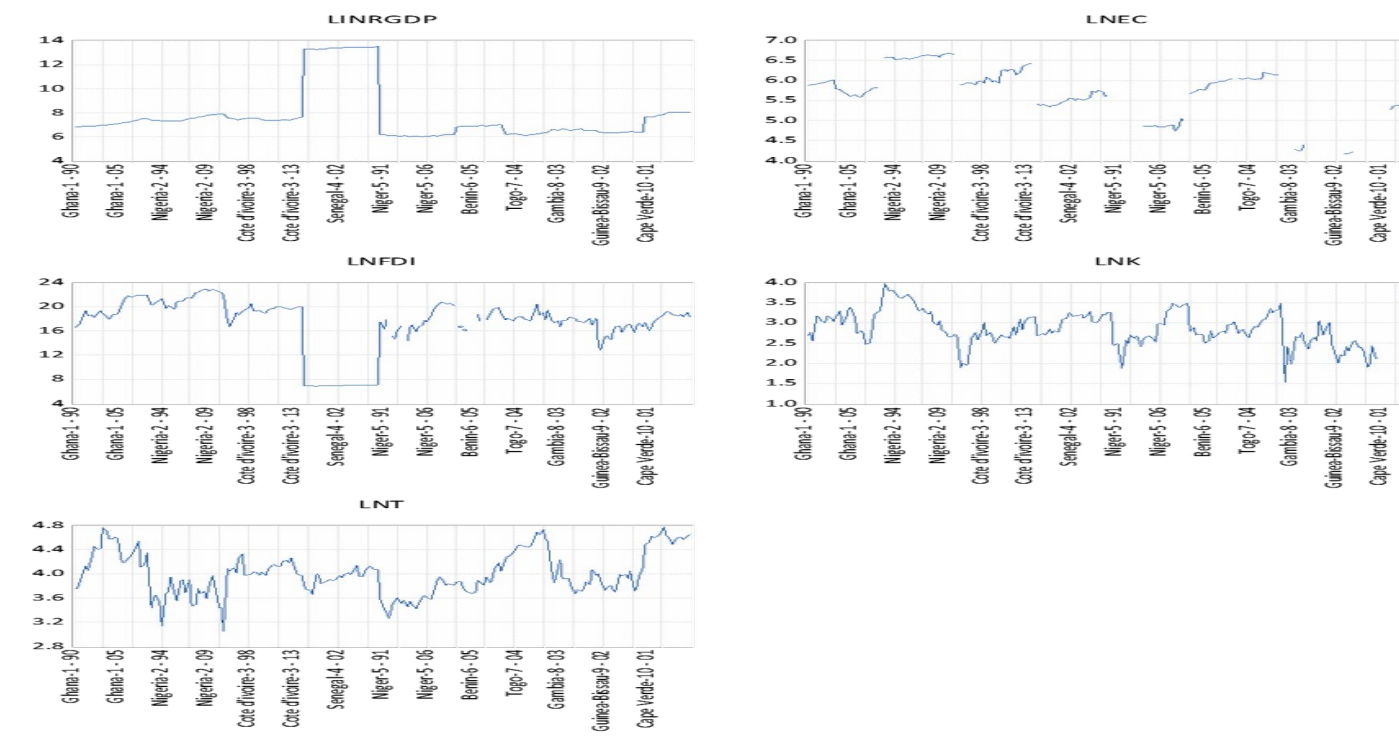 LINRGDP
14
12
10
8
6
4
Ghana-1 - 90
Ghana-1 - 05
Nigeria-2 - 94
Nigeria-2 - 09
Cote d'ivoire-3 - 98
Cote d'ivoire-3 - 13
Senegal-4 - 02
Niger-5 - 91
Niger-5 - 06
Benin-6 - 05
Togo-7 - 04
Gambia-8 - 03
Guinea-Bissau-9 - 02
Cape Verde-10 - 01
LNEC
7.0
6.5
6.0
5.5
5.0
4.5
4.0
Ghana-1 - 90
Ghana-1 - 05
Nigeria-2 - 94
Nigeria-2 - 09
Cote d'ivoire-3 - 98
Cote d'ivoire-3 - 13
Senegal-4 - 02
Niger-5 - 91
Niger-5 - 06
Benin-6 - 05
Togo-7 - 04
Gambia-8 - 03
Guinea-Bissau-9 - 02
Cape Verde-10 - 01
LNFDI
24
20
16
12
8
4
Ghana-1 - 90
Ghana-1 - 05
Nigeria-2 - 94
Nigeria-2 - 09
Cote d'ivoire-3 - 98
Cote d'ivoire-3 - 13
Senegal-4 - 02
Niger-5 - 91
Niger-5 - 06
Benin-6 - 05
Togo-7 - 04
Gambia-8 - 03
Guinea-Bissau-9 - 02
Cape Verde-10 - 01
LNK
4.0
3.5
3.0
2.5
2.0
1.5
1.0
Ghana-1 - 90
Ghana-1 - 05
Nigeria-2 - 94
Nigeria-2 - 09
Cote d'ivoire-3 - 98
Cote d'ivoire-3 - 13
Senegal-4 - 02
Niger-5 - 91
Niger-5 - 06
Benin-6 - 05
Togo-7 - 04
Gambia-8 - 03
Guinea-Bissau-9 - 02
Cape Verde-10 - 01
LNT
4.8
4.4
4.0
3.6
3.2
2.8
Ghana-1 - 90
Ghana-1 - 05
Nigeria-2 - 94
Nigeria-2 - 09
Cote d'ivoire-3 - 98
Cote d'ivoire-3 - 13
Senegal-4 - 02
Niger-5 - 91
Niger-5 - 06
Benin-6 - 05
Togo-7 - 04
Gambia-8 - 03
Guinea-Bissau-9 - 02
Cape Verde-10 - 01